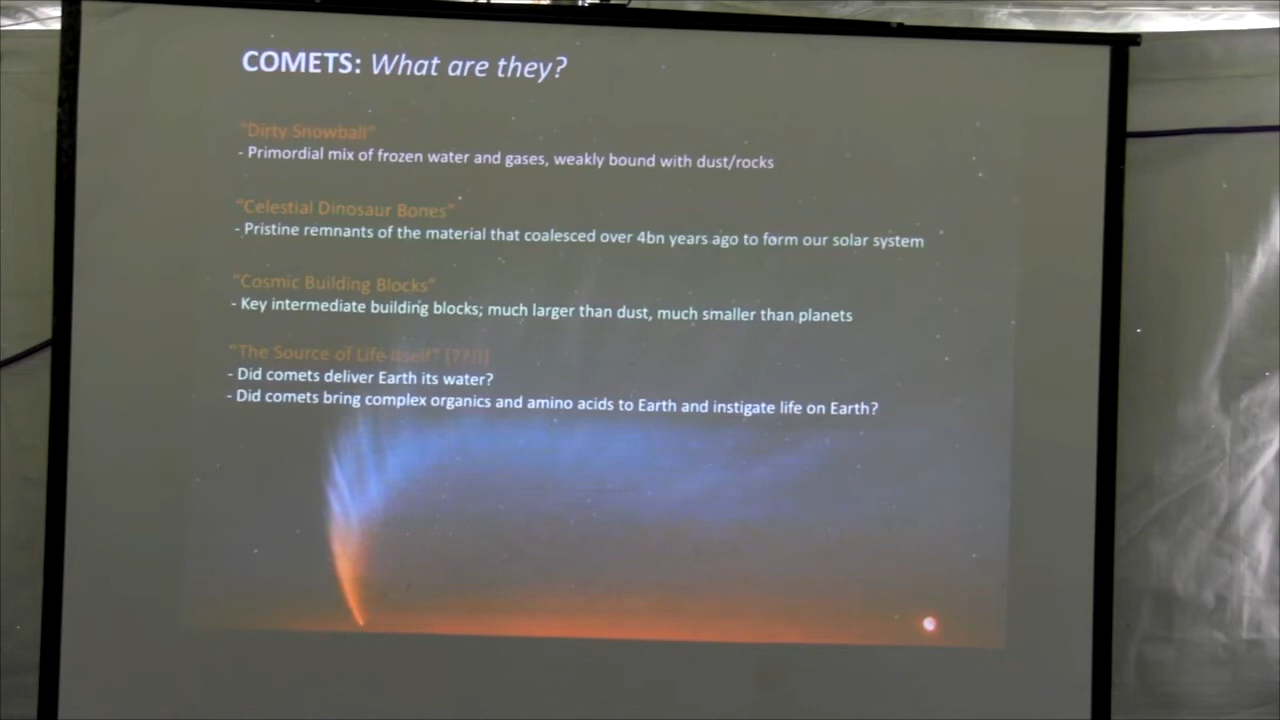 COMETS: What are they?
"Dirty Snowball"
- Primordial mix of frozen water and gases, weakly bound with dust/rocks
"Celestial Dinosaur Bones"
- Pristine remnants of the material that coalesced over 4bn years ago to form our solar system
"Cosmic Building Blocks"
- Key intermediate building blocks; much larger than dust, much smaller than planets
"The Source of Life Itself" [??!!]
- Did comets deliver Earth its water?
- Did comets bring complex organics and amino acids to Earth and instigate life on Earth?